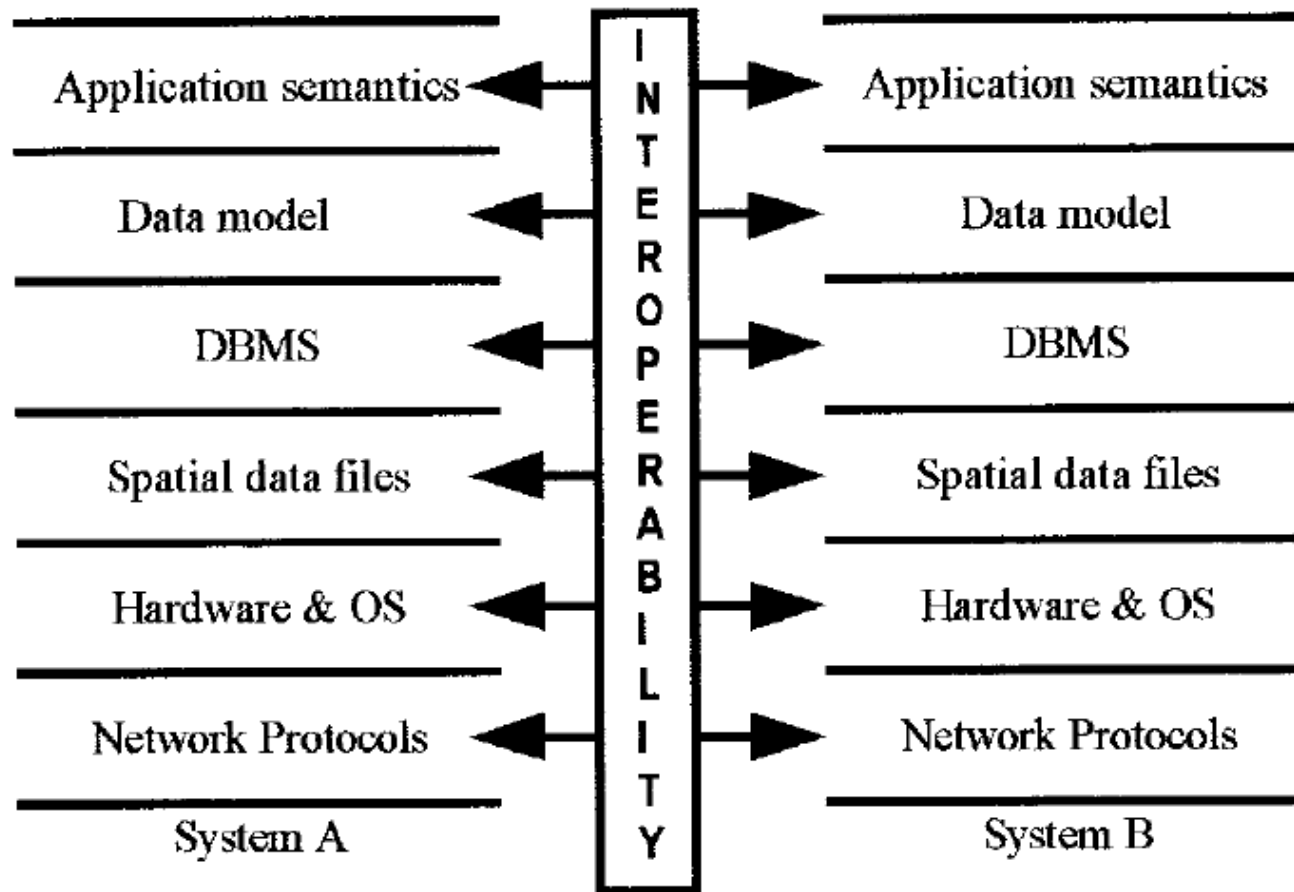 Application semantics
Data model
DBMS
Spatial data files
Hardware & OS
Network Protocols
System A
INTEROPERABILITY
Application semantics
Data model
DBMS
Spatial data files
Hardware & OS
Network Protocols
System B